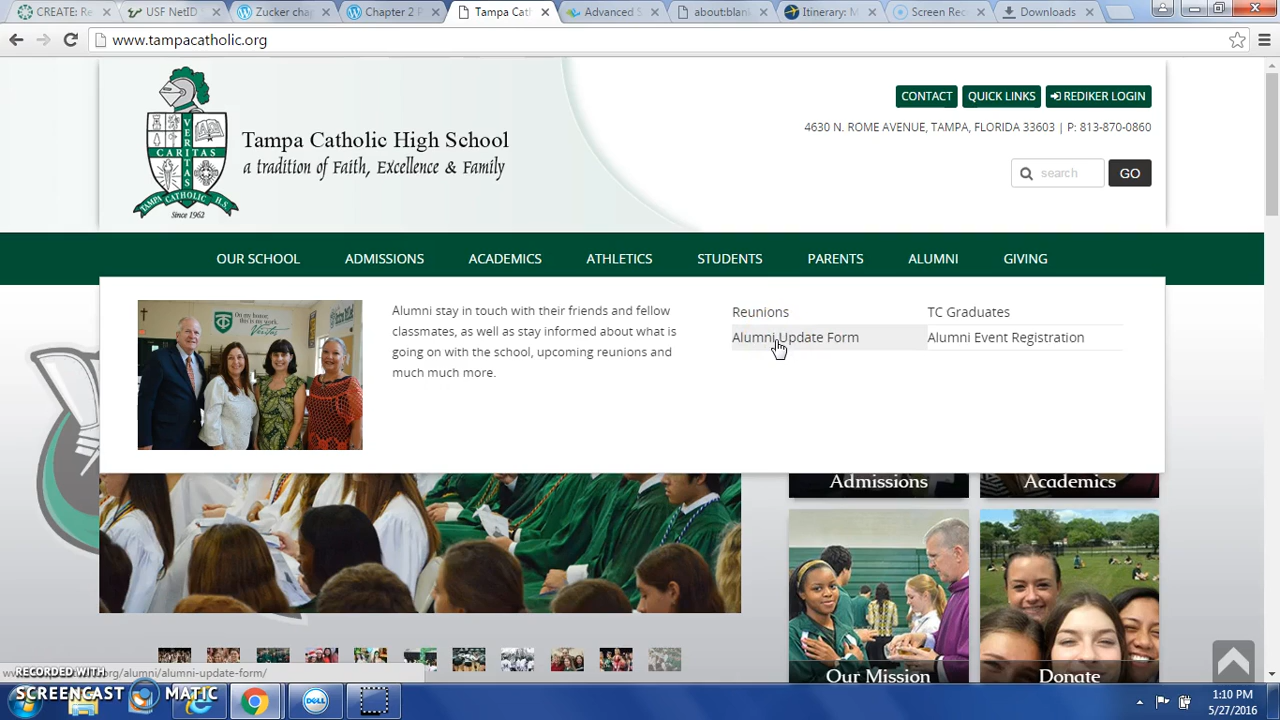 CREATE: Re
USF NetID
Zucker cha
Chapter 2 P
Tampa Cath
Advanced S
about:blan
Itinerary: M
Screen Rec
Downloads
www.tampacatholic.org
VERITAS
CARITAS
TAMPA CATHOLIC H.S.
Since 1962
Tampa Catholic High School
a tradition of Faith, Excellence & Family
CONTACT
QUICK LINKS
REDIKER LOGIN
4630 N. ROME AVENUE, TAMPA, FLORIDA 33603 | P: 813-870-0860
search
GO
OUR SCHOOL
ADMISSIONS
ACADEMICS
ATHLETICS
STUDENTS
PARENTS
ALUMNI
GIVING
Alumni stay in touch with their friends and fellow
classmates, as well as stay informed about what is
going on with the school, upcoming reunions and
much much more.
Reunions
TC Graduates
Alumni Update Form
Alumni Event Registration
Admissions
Academics
Our Mission
Donate
RECORDED WITH
SCREENCAST MATIC
org/alumni/alumni-update-form/
DELL
1:10 PM
5/27/2016